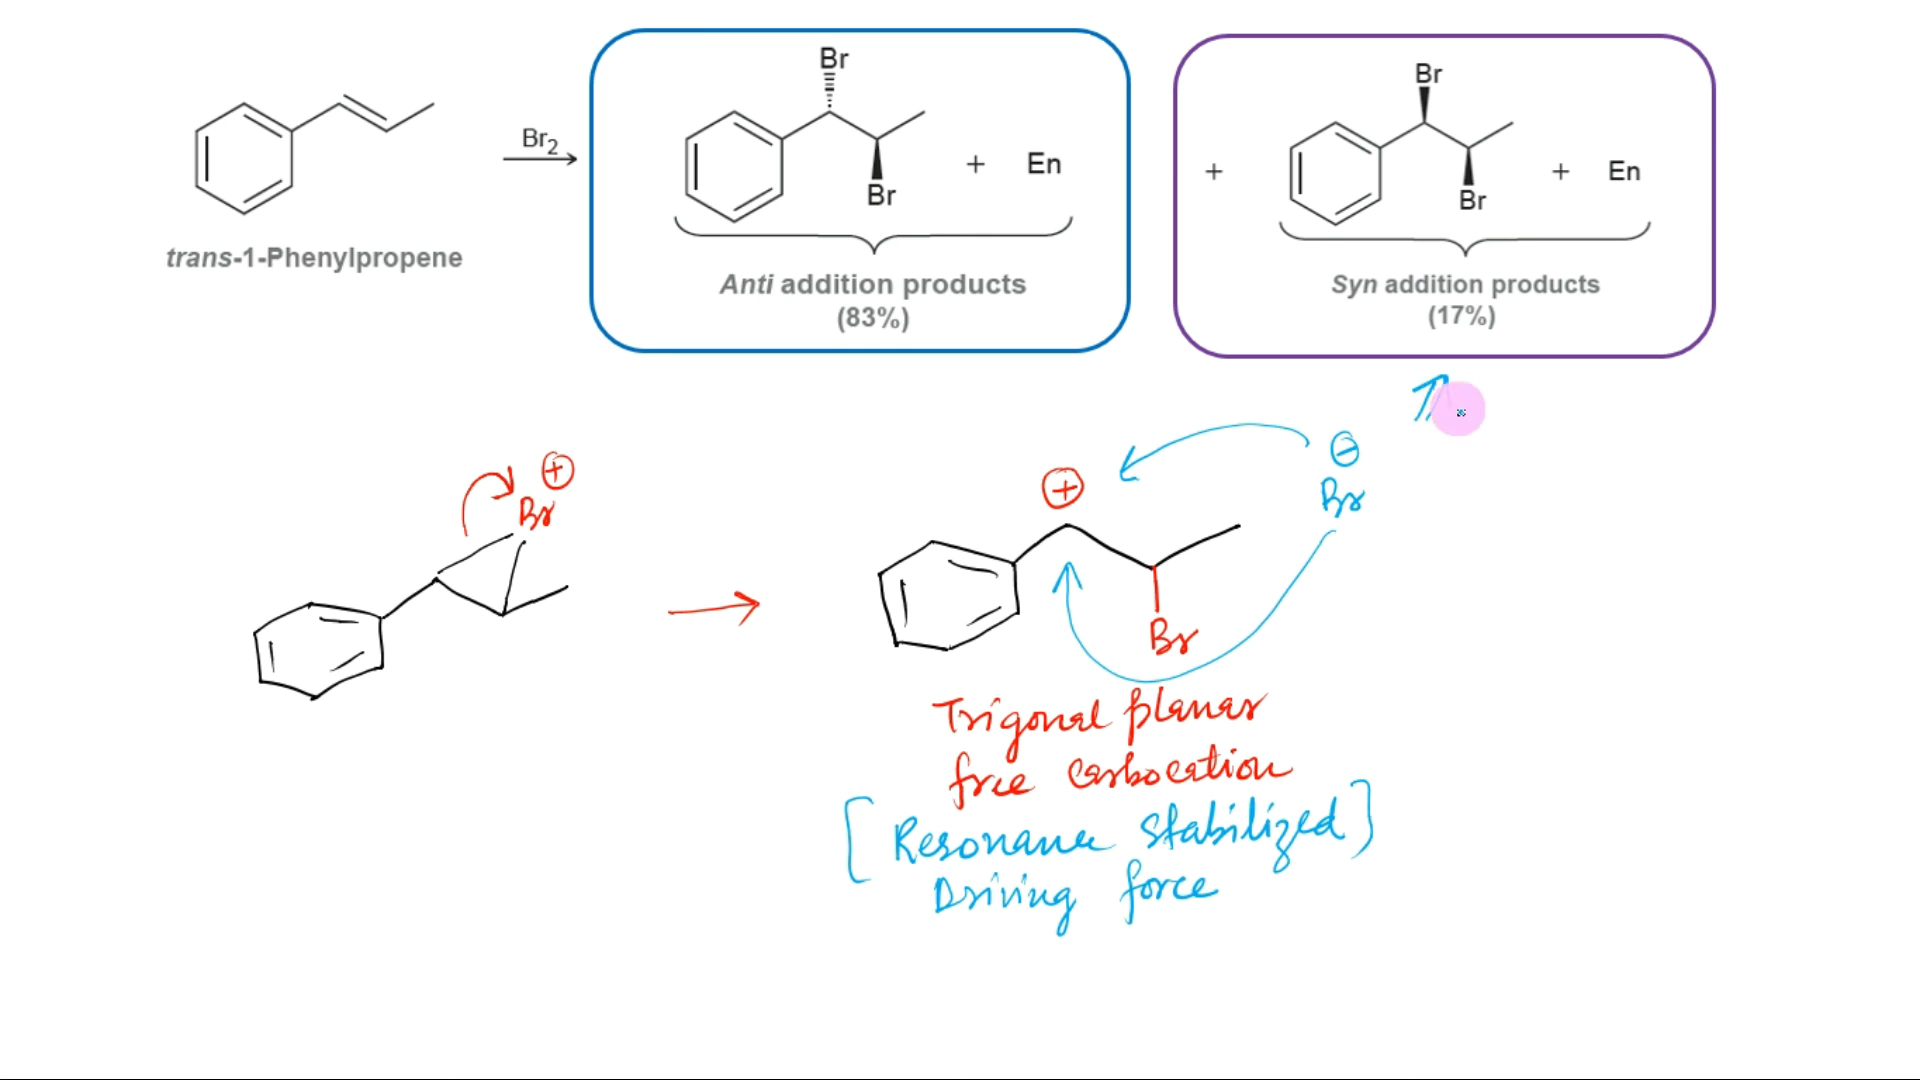 Br
Br
Br₂
+ En
Br
trans-1-Phenylpropene
Anti addition products
(83%)
+
+ En
Br
Syn addition products
(17%)
⊕
Br
⊕
⊖
Br
Br
Trigonal planar
free carbocation
[Resonance stabilized]
Driving force